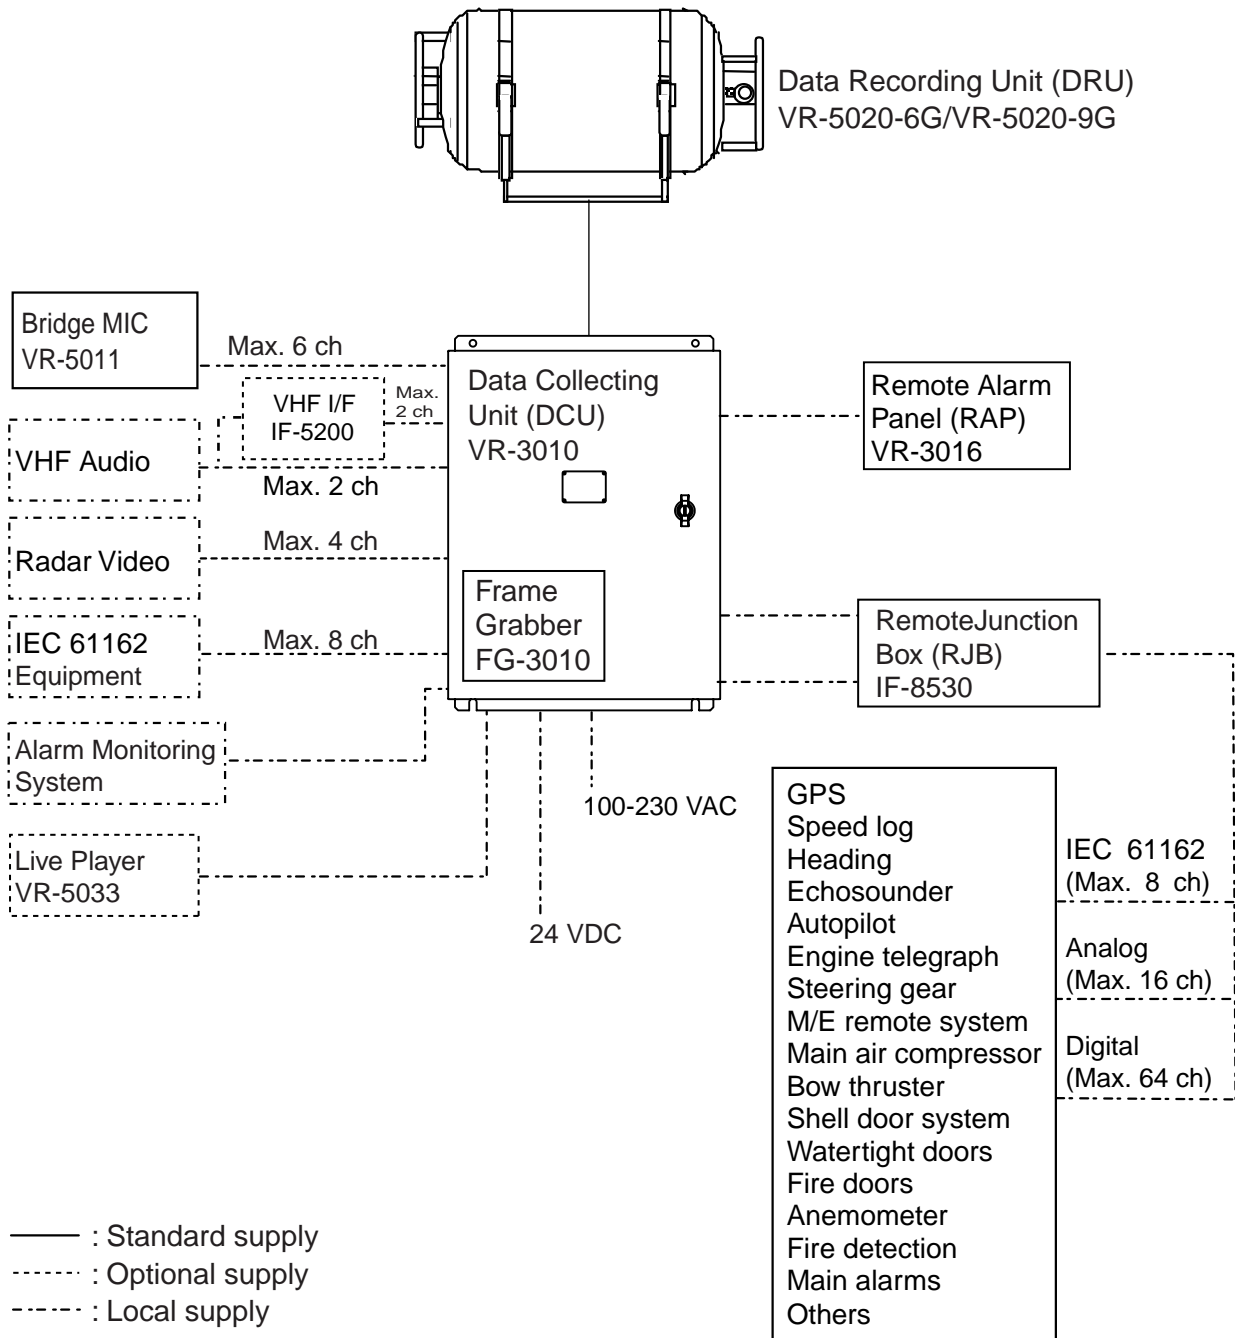 Data Recording Unit (DRU)
VR-5020-6G/VR-5020-9G
Bridge MIC
VR-5011
Max. 6 ch
VHF I/F
IF-5200
Max.
2 ch
VHF Audio
Max. 2 ch
Radar Video
Max. 4 ch
IEC 61162
Equipment
Max. 8 ch
Alarm Monitoring
System
Live Player
VR-5033
Data Collecting
Unit (DCU)
VR-3010
Frame
Grabber
FG-3010
100-230 VAC
24 VDC
Remote Alarm
Panel (RAP)
VR-3016
RemoteJunction
Box (RJB)
IF-8530
GPS
Speed log
Heading
Echosounder
Autopilot
Engine telegraph
Steering gear
M/E remote system
Main air compressor
Bow thruster
Shell door system
Watertight doors
Fire doors
Anemometer
Fire detection
Main alarms
Others
IEC 61162
(Max. 8 ch)
Analog
(Max. 16 ch)
Digital
(Max. 64 ch)
: Standard supply
: Optional supply
: Local supply